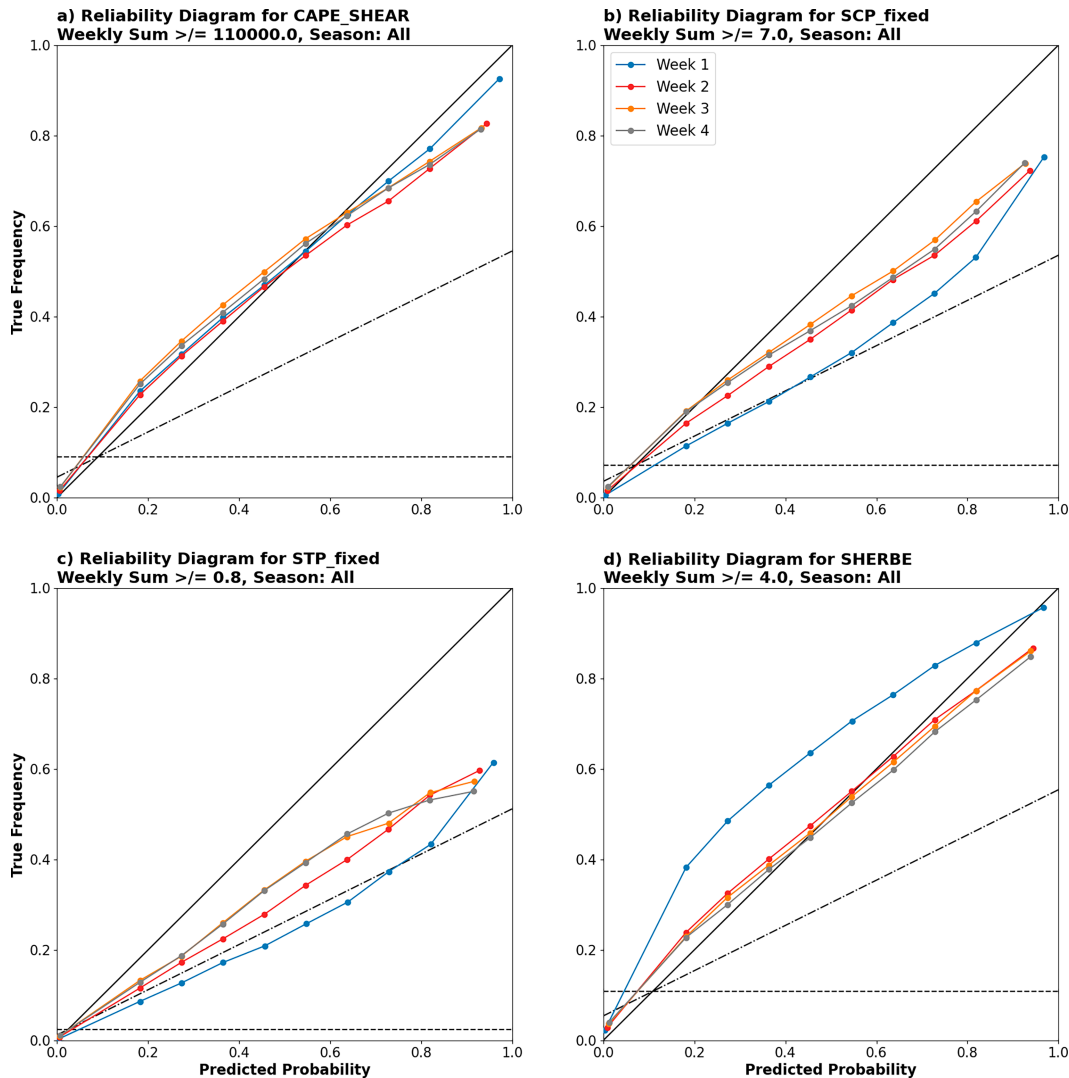 a) Reliability Diagram for CAPE_SHEAR
Weekly Sum >/= 110000.0, Season: All
1.0
0.8
0.6
0.4
0.2
0.0
True Frequency
0.0 0.2 0.4 0.6 0.8 1.0
b) Reliability Diagram for SCP_fixed
Weekly Sum >/= 7.0, Season: All
Week 1
Week 2
Week 3
Week 4
1.0
0.8
0.6
0.4
0.2
0.0
0.0 0.2 0.4 0.6 0.8 1.0
c) Reliability Diagram for STP_fixed
Weekly Sum >/= 0.8, Season: All
1.0
0.8
0.6
0.4
0.2
0.0
True Frequency
0.0 0.2 0.4 0.6 0.8 1.0
Predicted Probability
d) Reliability Diagram for SHERBE
Weekly Sum >/= 4.0, Season: All
1.0
0.8
0.6
0.4
0.2
0.0
0.0 0.2 0.4 0.6 0.8 1.0
Predicted Probability